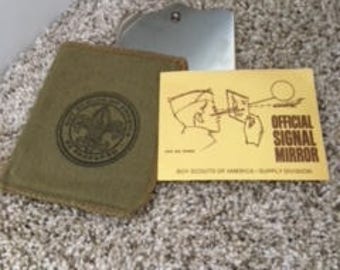 OFFICIAL
SIGNAL
MIRROR
BOY SCOUTS OF AMERICA • SUPPLY DIVISION